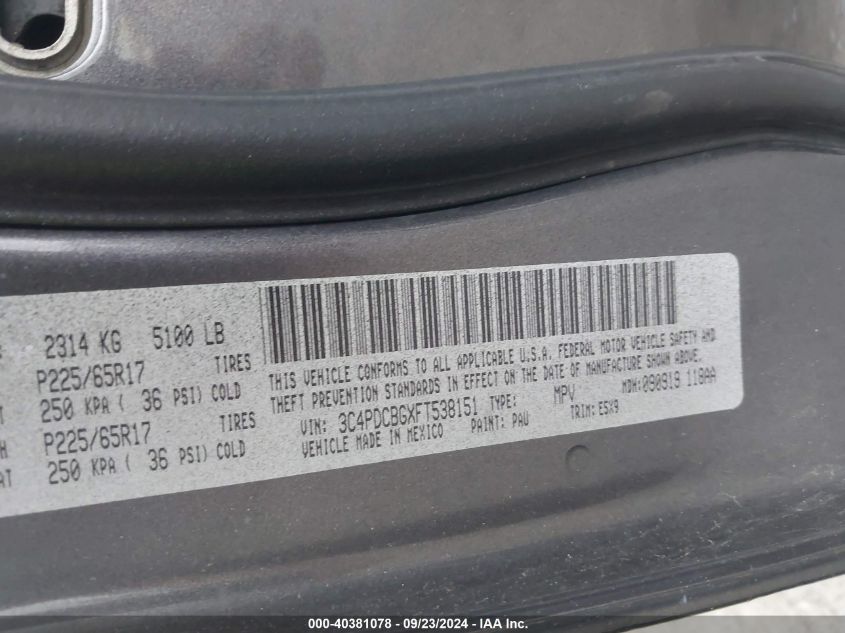 2314 KG 5100 LB
P225/65R17 TIRES
250 KPA ( 36 PSI) COLD
P225/65R17 TIRES
250 KPA ( 36 PSI) COLD
THIS VEHICLE CONFORMS TO ALL APPLICABLE U.S.A. FEDERAL MOTOR VEHICLE SAFETY AND
THEFT PREVENTION STANDARDS IN EFFECT ON THE DATE OF MANUFACTURE SHOWN ABOVE.
VIN: 3C4PDCBGXFT538151 TYPE: MPV MDH: 090919 118AA
VEHICLE MADE IN MEXICO PAINT: PAU TRIM: E5X9
000-40381078 - 09/23/2024 - IAA Inc.